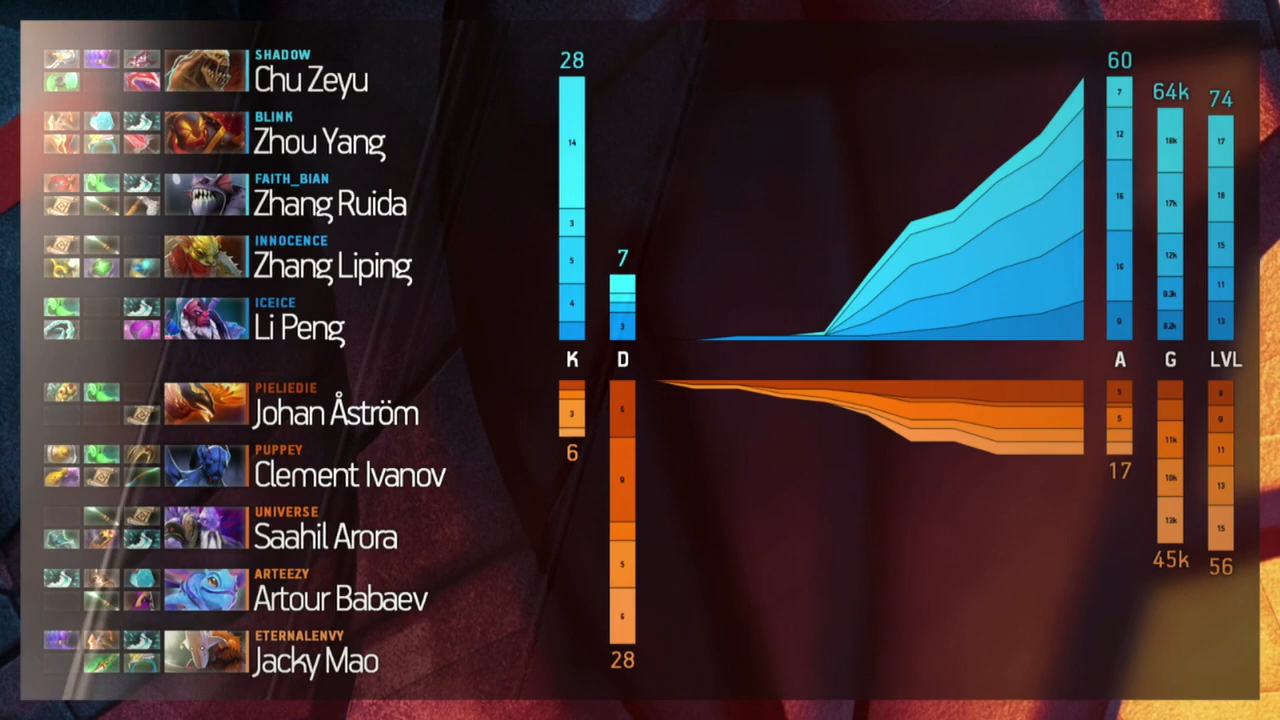 SHADOW
Chu Zeyu
BLINK
Zhou Yang
FAITH_BIAN
Zhang Ruida
INNOCENCE
Zhang Liping
ICEICE
Li Peng
PIELIEDIE
Johan Åström
PUPPEY
Clement Ivanov
UNIVERSE
Saahil Arora
ARTEEZY
Artour Babaev
ETERNALENVY
Jacky Mao
28
14
3
5
4
7
3
60
7
12
16
16
9
64k
18k
17k
12k
9.3k
8.2k
74
17
18
15
11
13
K D A G LVL
3
6
9
5
6
28
5
5
17
11k
10k
13k
45k
9
11
13
15
56